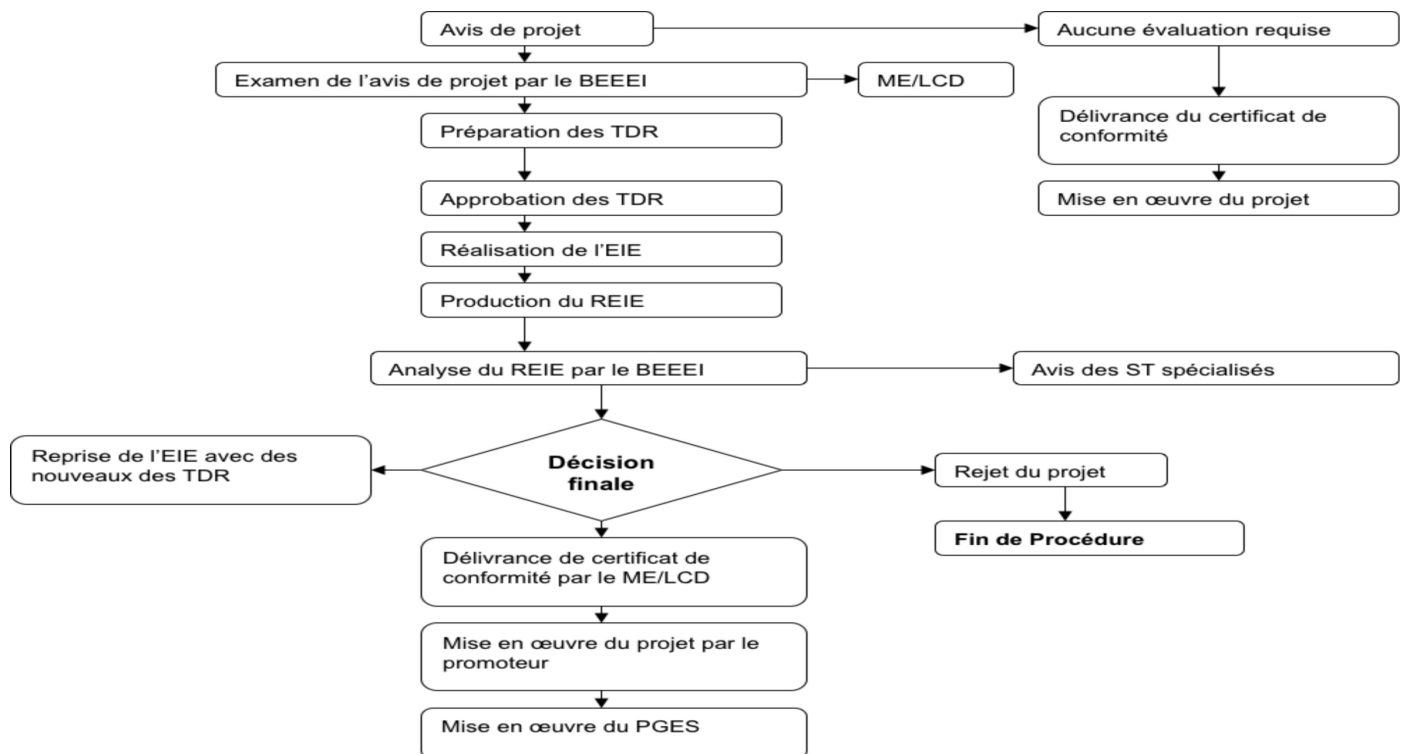 Avis de projet
Aucune évaluation requise
Examen de l'avis de projet par le BEEEI
ME/LCD
Préparation des TDR
Délivrance du certificat de
conformité
Approbation des TDR
Mise en œuvre du projet
Réalisation de l'EIE
Production du REIE
Analyse du REIE par le BEEEI
Avis des ST spécialisés
Reprise de l'EIE avec des
nouveaux des TDR
Décision
finale
Rejet du projet
Fin de Procédure
Délivrance de certificat de
conformité par le ME/LCD
Mise en œuvre du projet par le
promoteur
Mise en œuvre du PGES